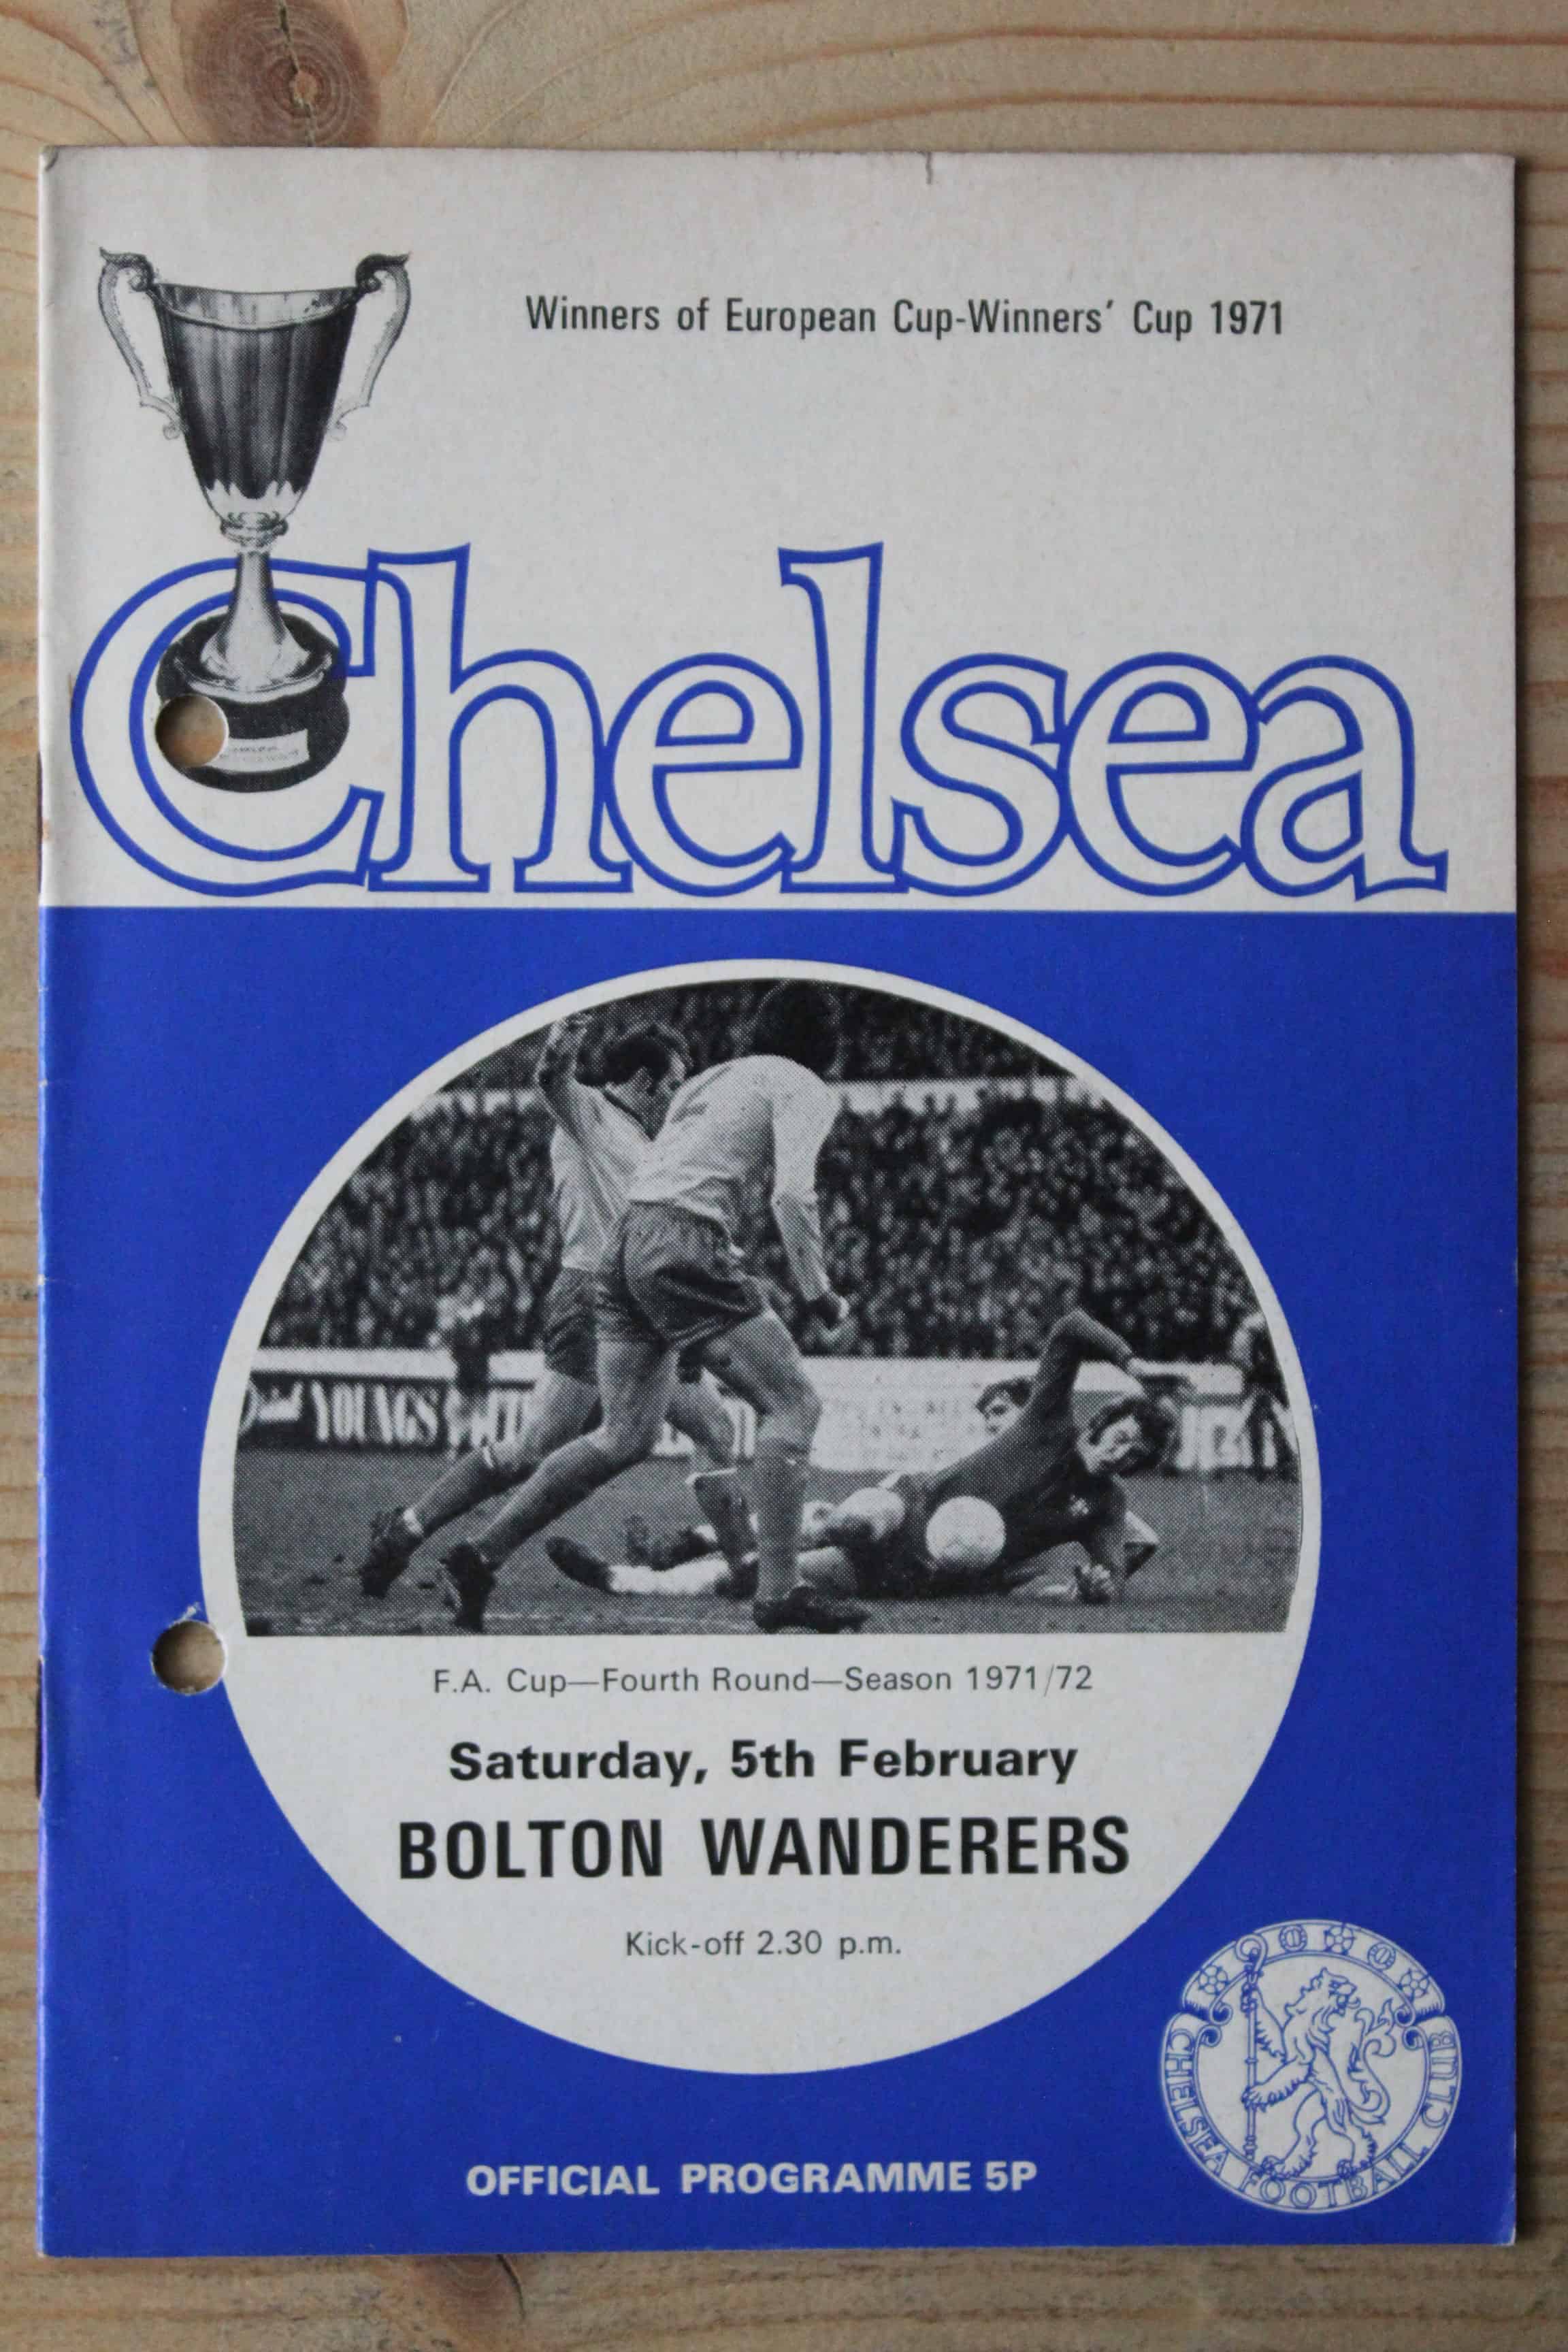 Winners of European Cup-Winners' Cup 1971
Chelsea
YOUNGS
F.A. Cup—Fourth Round—Season 1971/72
Saturday, 5th February
BOLTON WANDERERS
Kick-off 2.30 p.m.
CHELSEA FOOTBALL CLUB
OFFICIAL PROGRAMME 5P